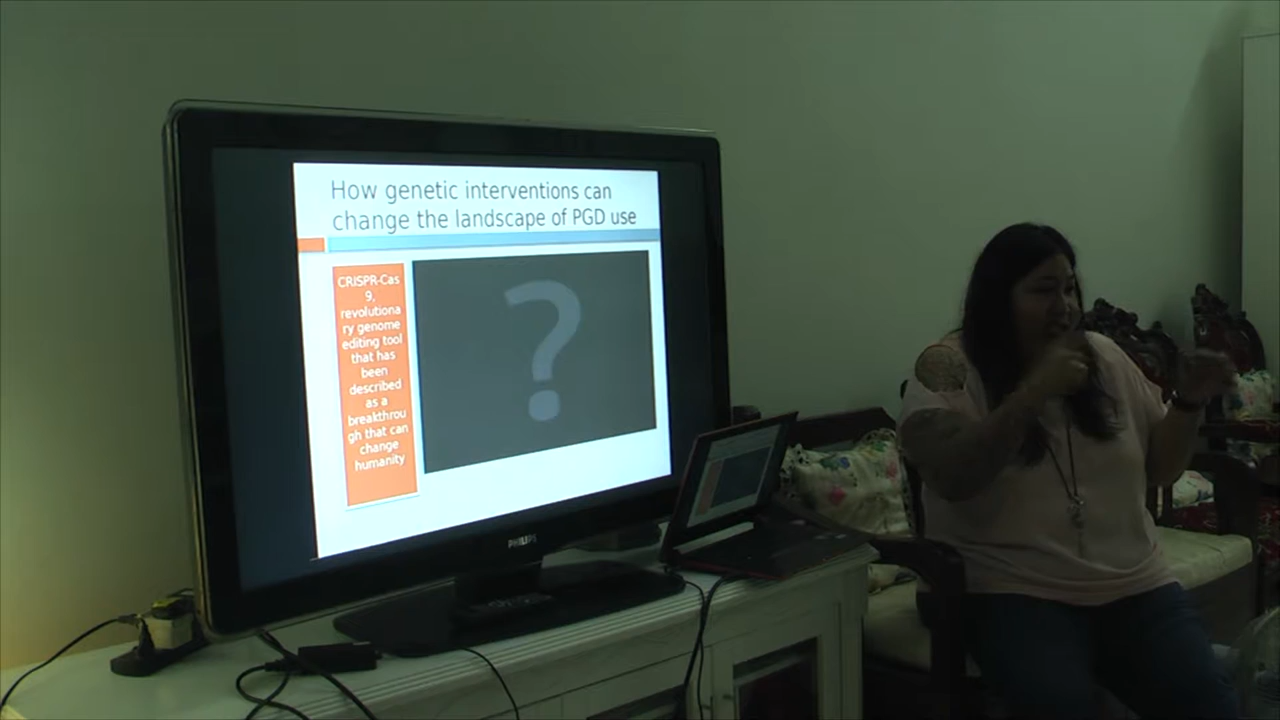 How genetic interventions can
change the landscape of PGD use
CRISPR-Cas
9,
revolutiona
ry genome
editing tool
that has
been
described
as a
breakthrou
gh that can
change
humanity
?
PHILIPS